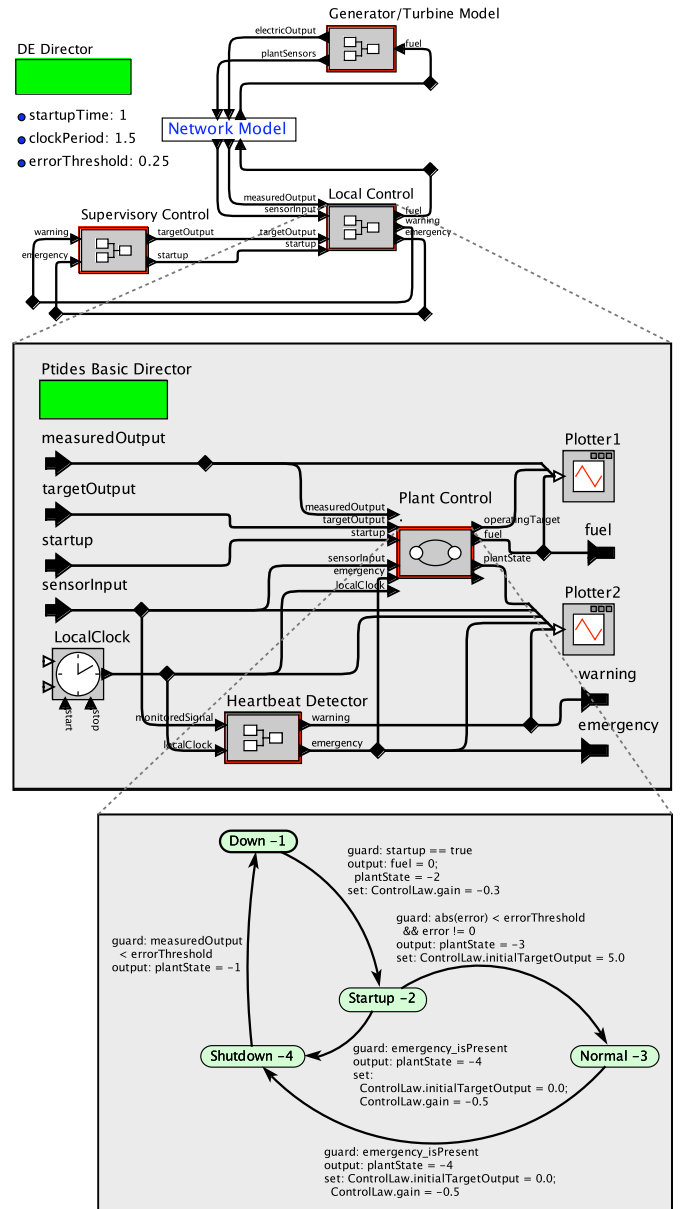 Generator/Turbine Model
electricOutput
plantSensors
fuel
DE Director
startupTime: 1
clockPeriod: 1.5
errorThreshold: 0.25
Network Model
Local Control
measuredOutput
sensorInput
fuel
warning
emergency
Supervisory Control
warning
emergency
targetOutput
startup
targetOutput
startup
Ptides Basic Director
measuredOutput
targetOutput
startup
sensorInput
LocalClock
start
stop
Plant Control
measuredOutput
targetOutput
startup
sensorInput
emergency
localClock
operatingTarget
fuel
plantState
Plotter1
fuel
Plotter2
warning
emergency
Heartbeat Detector
monitoredSignal
localClock
warning
emergency
Down -1
guard: startup == true
output: fuel = 0;
plantState = -2
set: ControlLaw.gain = -0.3
guard: abs(error) < errorThreshold
&& error != 0
output: plantState = -3
set: ControlLaw.initialTargetOutput = 5.0
guard: measuredOutput
< errorThreshold
output: plantState = -1
Startup -2
Shutdown -4
Normal -3
guard: emergency_isPresent
output: plantState = -4
set:
ControlLaw.initialTargetOutput = 0.0;
ControlLaw.gain = -0.5
guard: emergency_isPresent
output: plantState = -4
set: ControlLaw.initialTargetOutput = 0.0;
ControlLaw.gain = -0.5